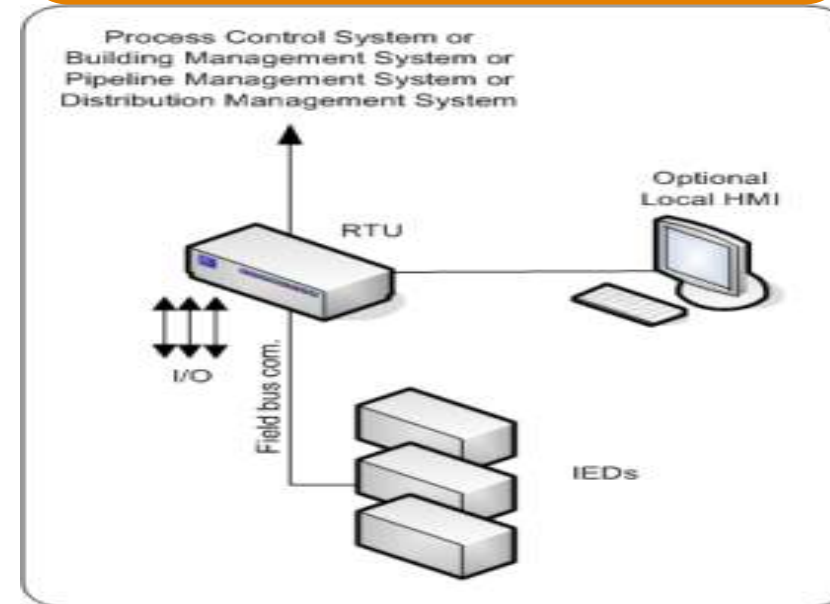 Process Control System or
Building Management System or
Pipeline Management System or
Distribution Management System
Optional
Local HMI
RTU
I/O
Field bus com.
IEDs